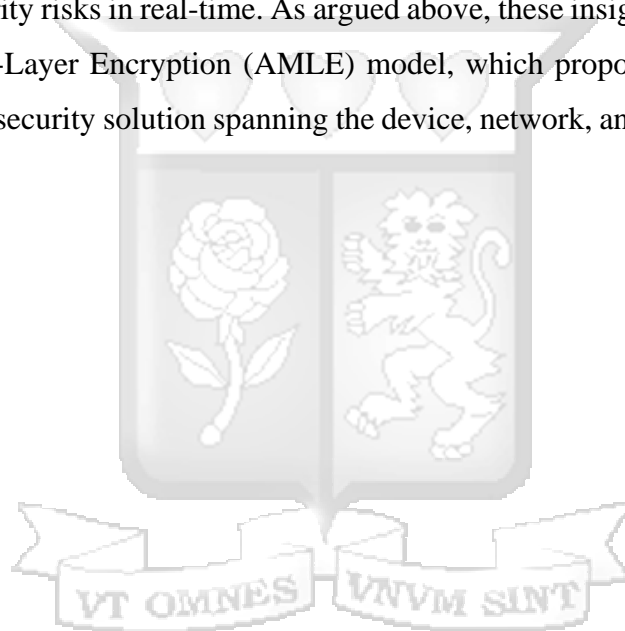 ity risks in real-time. As argued above, these insig
-Layer Encryption (AMLE) model, which propo
security solution spanning the device, network, an
VT OMNES VNVM SINT